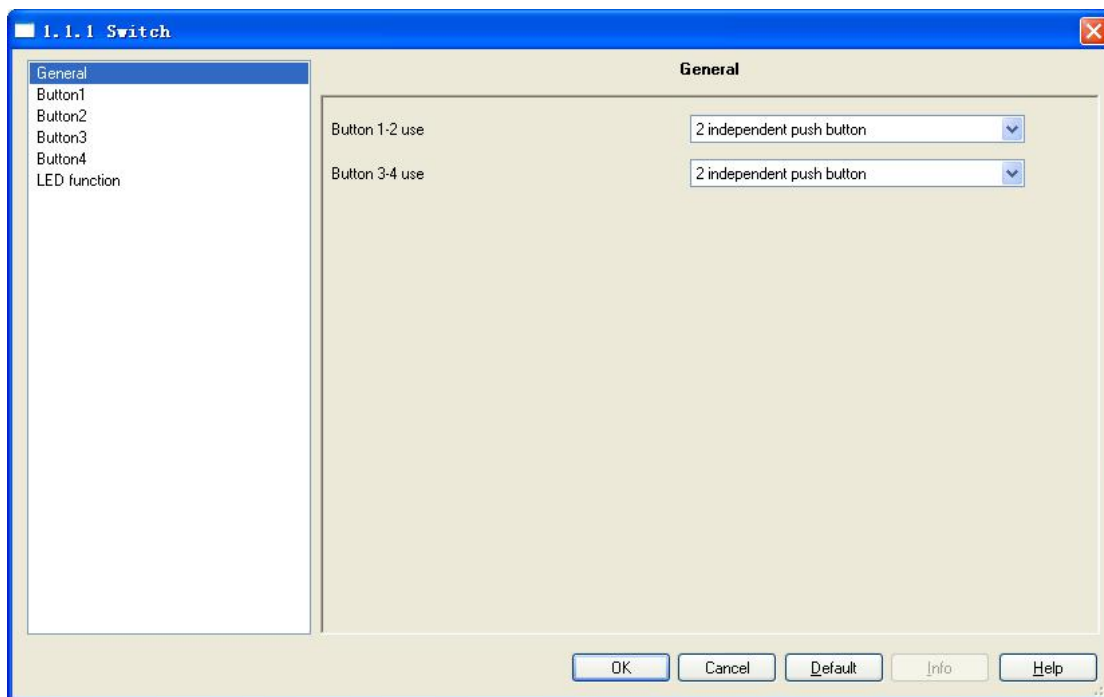 1.1.1 Switch
General
Button1
Button2
Button3
Button4
LED function
General
Button 1-2 use 2 independent push button
Button 3-4 use 2 independent push button
OK Cancel Default Info Help